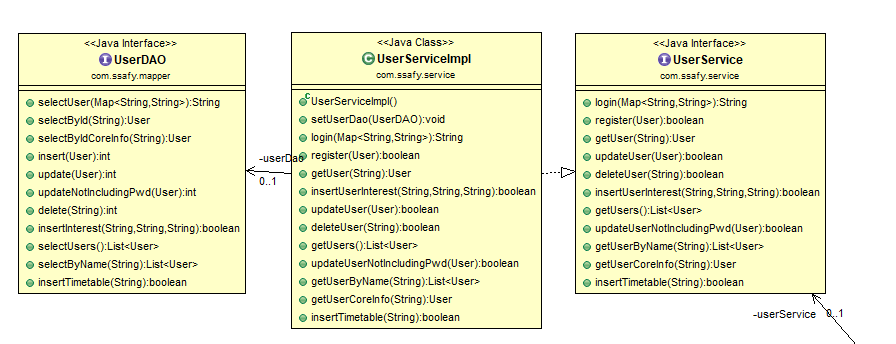 <<Java Interface>>
UserDAO
com.ssafy.mapper
selectUser(Map<String,String>):String
selectById(String):User
selectByIdCoreInfo(String):User
insert(User):int
update(User):int
updateNotIncludingPwd(User):int
delete(String):int
insertInterest(String,String,String):boolean
selectUsers():List<User>
selectByName(String):List<User>
insertTimetable(String):boolean
-userDao
0..1
<<Java Class>>
UserServiceImpl
com.ssafy.service
UserServiceImpl()
setUserDao(UserDAO):void
login(Map<String,String>):String
register(User):boolean
getUser(String):User
insertUserInterest(String,String,String):boolean
updateUser(User):boolean
deleteUser(String):boolean
getUsers():List<User>
updateUserNotIncludingPwd(User):boolean
getUserByName(String):List<User>
getUserCoreInfo(String):User
insertTimetable(String):boolean
<<Java Interface>>
UserService
com.ssafy.service
login(Map<String,String>):String
register(User):boolean
getUser(String):User
updateUser(User):boolean
deleteUser(String):boolean
insertUserInterest(String,String,String):boolean
getUsers():List<User>
updateUserNotIncludingPwd(User):boolean
getUserByName(String):List<User>
getUserCoreInfo(String):User
insertTimetable(String):boolean
-userService 0..1